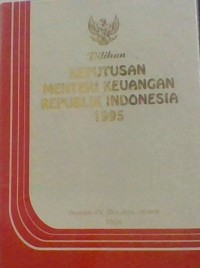 Pilihan
KEPUTUSAN
MENTERI KEUANGAN
REPUBLIK INDONESIA
1995